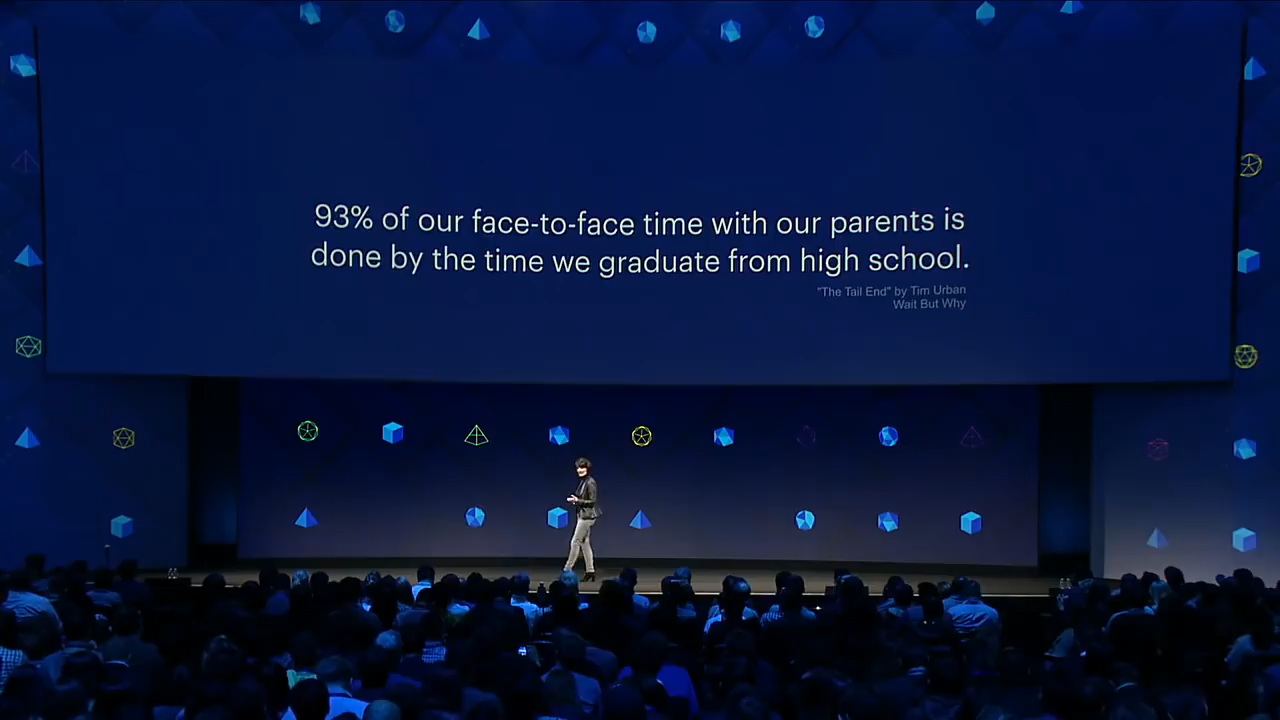 93% of our face-to-face time with our parents is
done by the time we graduate from high school.
"The Tail End" by Tim Urban
Wait But Why